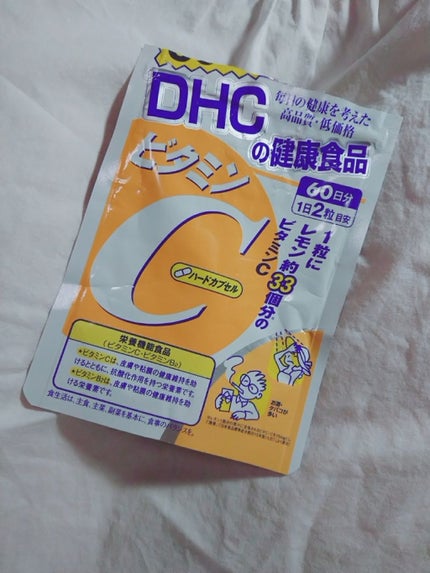 DHC
毎日の健康を考えた
高品質・低価格
の健康食品
ビタミン
C
ハードカプセル
60日分
1日2粒目安
1粒に
レモン約
33個分の
ビタミンC
栄養機能食品
(ビタミンC・ビタミンB2)
●ビタミンCは、皮膚や粘膜の健康維持を助
けるとともに、抗酸化作用を持つ栄養素です。
●ビタミンB2は、皮膚や粘膜の健康維持を助
ける栄養素です。
食生活は、主食、主菜、副菜を基本に、食事のバランスを。
お酒・
タバコが
多い